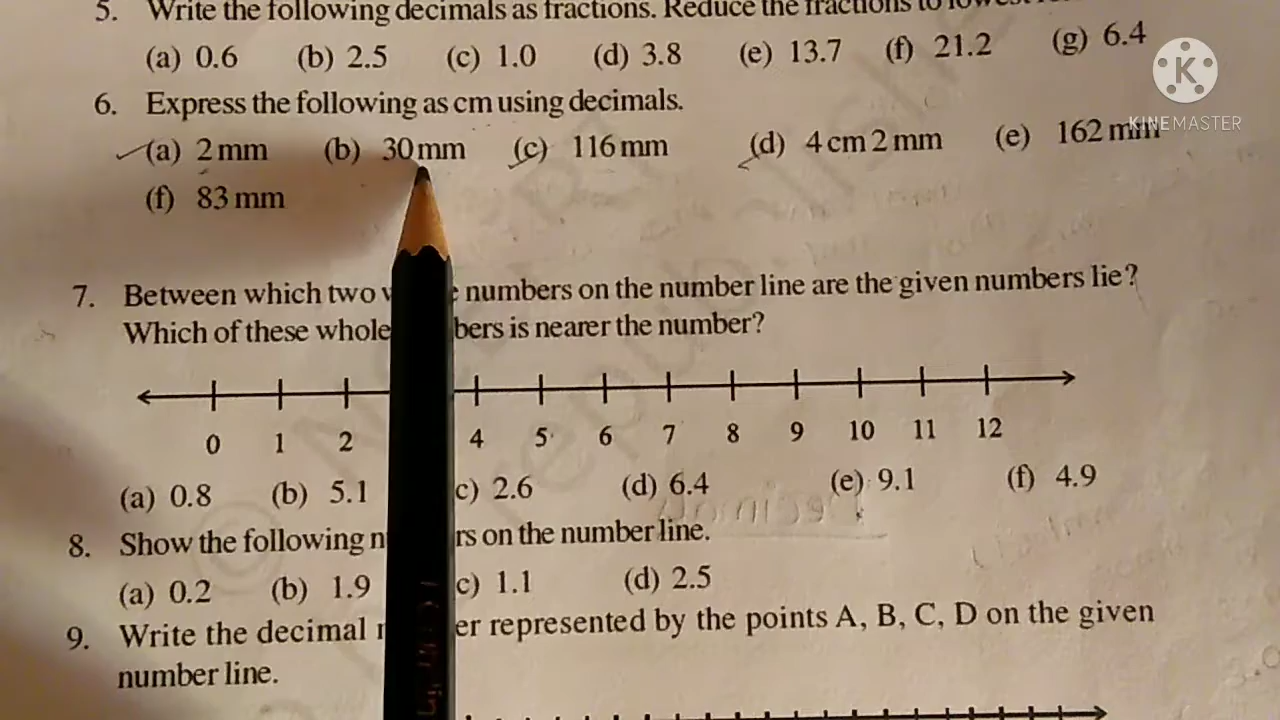 5. Write the following decimals as fractions. Reduce the fractions to lowest
(a) 0.6 (b) 2.5 (c) 1.0 (d) 3.8 (e) 13.7 (f) 21.2 (g) 6.4
K
KINEMASTER
6. Express the following as cm using decimals.
(a) 2 mm (b) 30 mm (c) 116 mm (d) 4 cm 2 mm (e) 162 mm
(f) 83 mm
7. Between which two numbers on the number line are the given numbers lie?
Which of these whole bers is nearer the number?
0 1 2 4 5 6 7 8 9 10 11 12
(a) 0.8 (b) 5.1 c) 2.6 (d) 6.4 (e) 9.1 (f) 4.9
8. Show the following n rs on the number line.
(a) 0.2 (b) 1.9 c) 1.1 (d) 2.5
9. Write the decimal er represented by the points A, B, C, D on the given
number line.